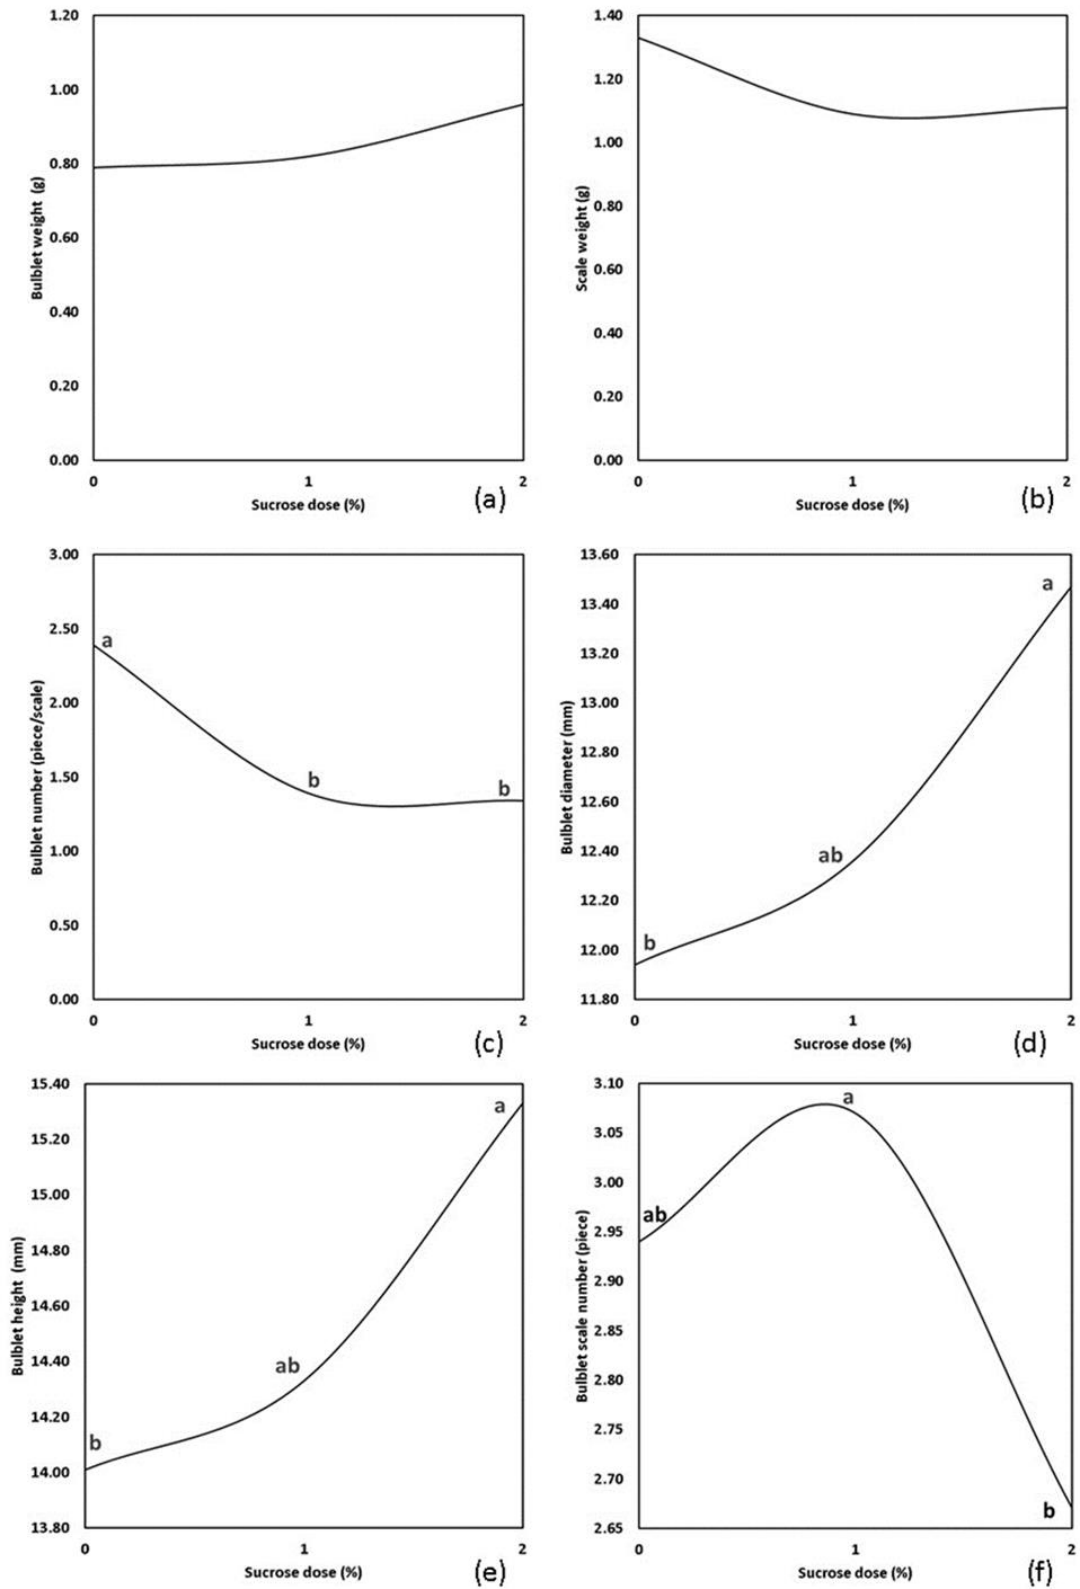 1.20
1.00
0.80
0.60
0.40
0.20
0.00
Bulblet weight (g)
0 1 2
Sucrose dose (%)
(a)
1.40
1.20
1.00
0.80
0.60
0.40
0.20
0.00
Scale weight (g)
0 1 2
Sucrose dose (%)
(b)
3.00
2.50
2.00
1.50
1.00
0.50
0.00
Bulblet number (piece/scale)
a
b
b
0 1 2
Sucrose dose (%)
(c)
13.60
13.40
13.20
13.00
12.80
12.60
12.40
12.20
12.00
11.80
Bulblet diameter (mm)
a
ab
b
0 1 2
Sucrose dose (%)
(d)
15.40
15.20
15.00
14.80
14.60
14.40
14.20
14.00
13.80
Bulblet height (mm)
a
ab
b
0 1 2
Sucrose dose (%)
(e)
3.10
3.05
3.00
2.95
2.90
2.85
2.80
2.75
2.70
2.65
Bulblet scale number (piece)
a
ab
b
0 1 2
Sucrose dose (%)
(f)